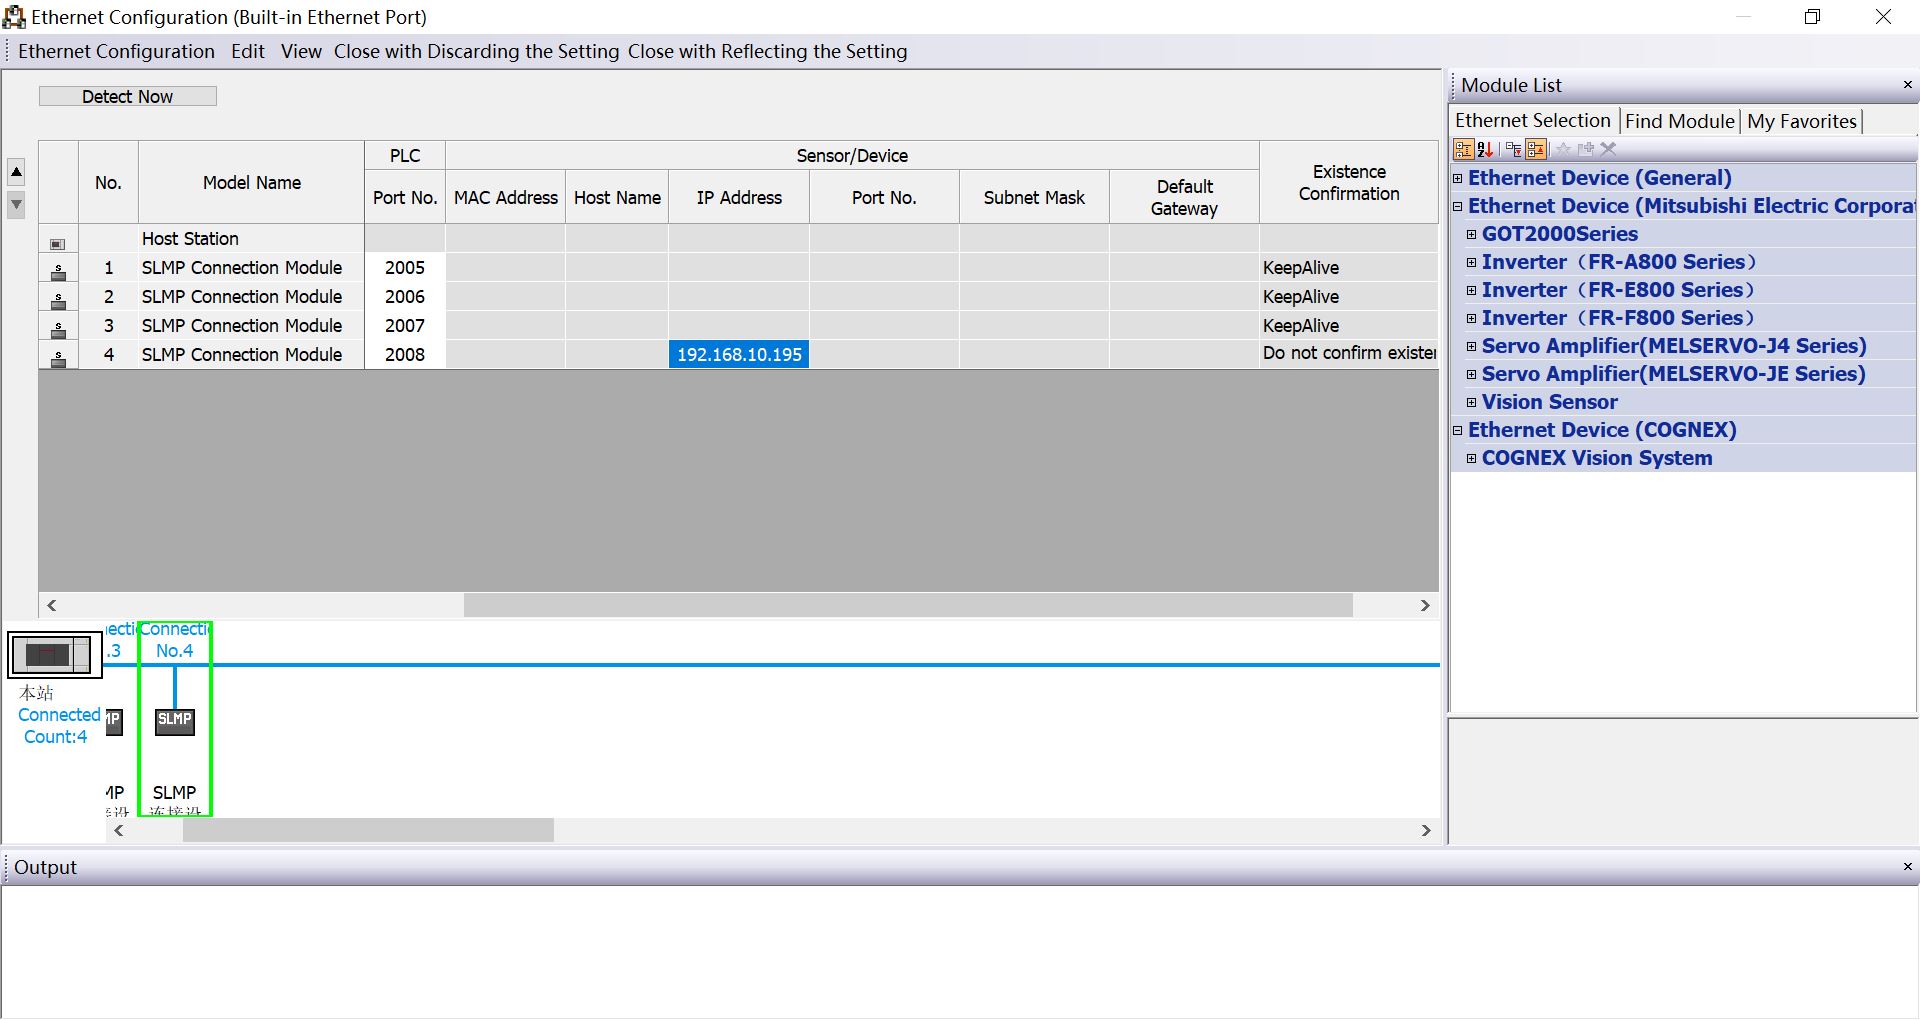 Ethernet Configuration (Built-in Ethernet Port)
Ethernet Configuration Edit View Close with Discarding the Setting Close with Reflecting the Setting
Detect Now
No. Model Name PLC Sensor/Device Existence Confirmation
Port No. MAC Address Host Name IP Address Port No. Subnet Mask Default Gateway
Host Station
1 SLMP Connection Module 2005 KeepAlive
2 SLMP Connection Module 2006 KeepAlive
3 SLMP Connection Module 2007 KeepAlive
4 SLMP Connection Module 2008 192.168.10.195 Do not confirm exister
Connecti
.3 No.4
本站
Connected
Count:4
SLMP
SLMP
连接设
Module List
Ethernet Selection Find Module My Favorites
Ethernet Device (General)
Ethernet Device (Mitsubishi Electric Corporat
GOT2000Series
Inverter（FR-A800 Series）
Inverter（FR-E800 Series）
Inverter（FR-F800 Series）
Servo Amplifier(MELSERVO-J4 Series)
Servo Amplifier(MELSERVO-JE Series)
Vision Sensor
Ethernet Device (COGNEX)
COGNEX Vision System
Output